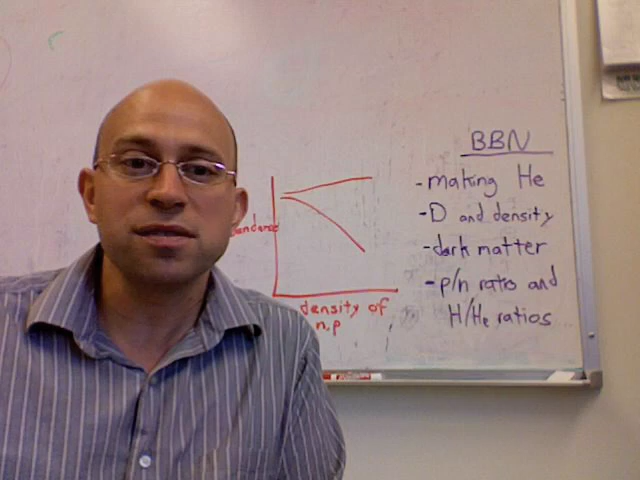 density of
n,p
BBN
- making He
- D and density
- dark matter
- p/n ratio and
H/He ratios